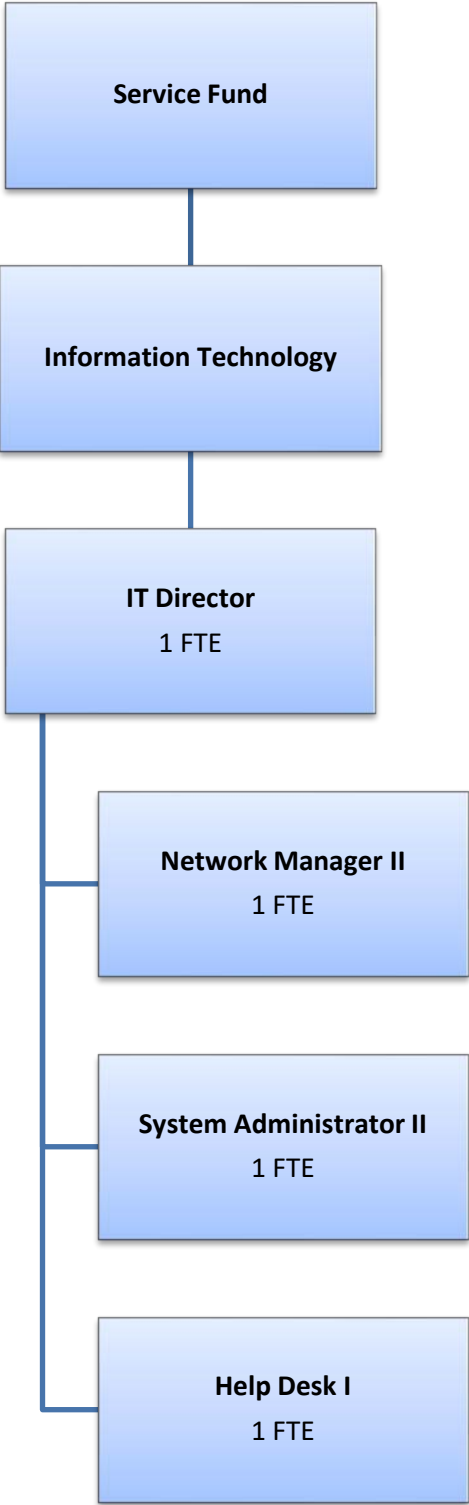 Service Fund
Information Technology
IT Director
1 FTE
Network Manager II
1 FTE
System Administrator II
1 FTE
Help Desk I
1 FTE